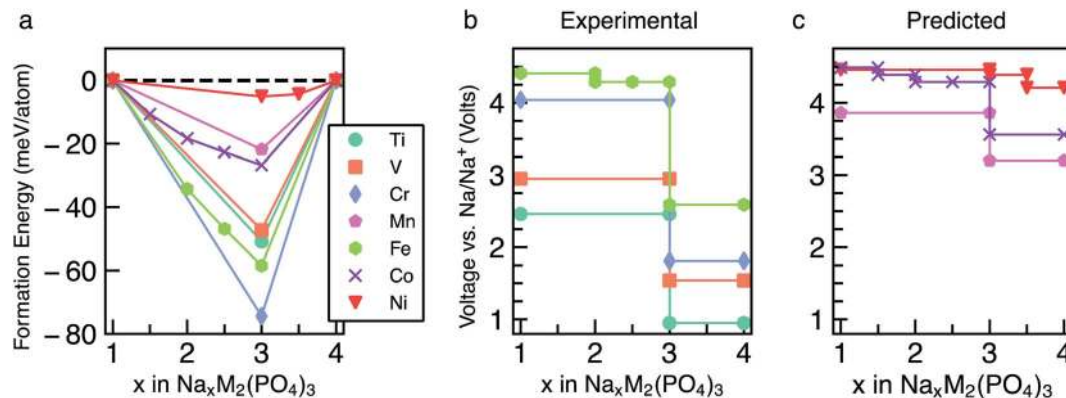 a
Formation Energy (meV/atom)
0
−20
−40
−60
−80
1 2 3 4
x in NaₓM₂(PO₄)₃
Ti
V
Cr
Mn
Fe
Co
Ni
b
Experimental
Voltage vs. Na/Na⁺ (Volts)
4
3
2
1
1 2 3 4
x in NaₓM₂(PO₄)₃
c
Predicted
4
3
2
1
1 2 3 4
x in NaₓM₂(PO₄)₃